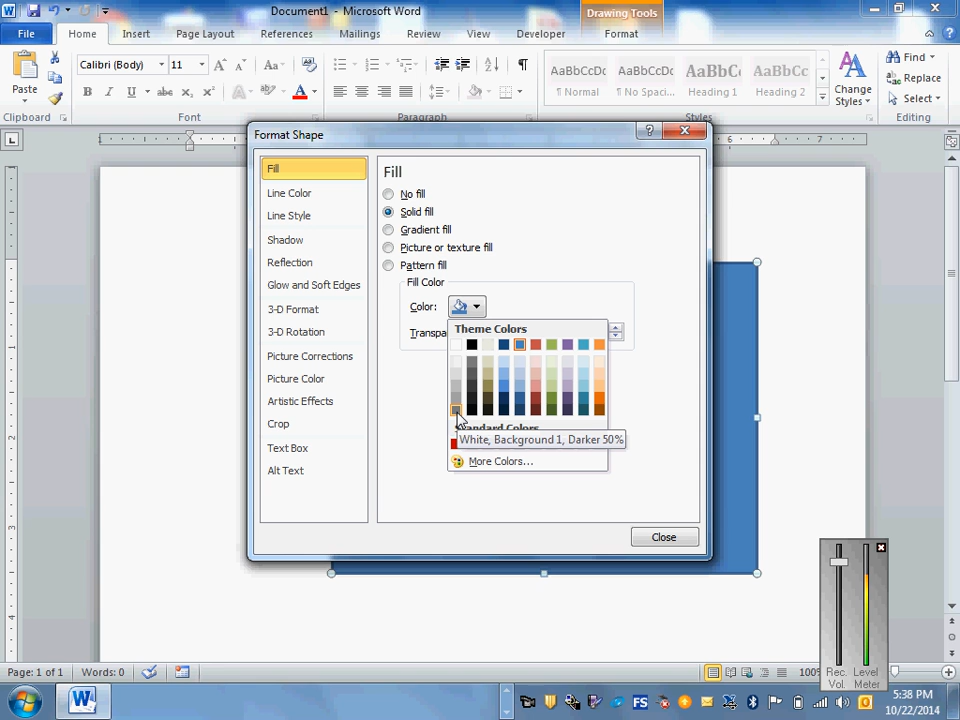 Document1 - Microsoft Word
Drawing Tools
File Home Insert Page Layout References Mailings Review View Developer Format
Paste
Calibri (Body) 11
AaBbCcDc AaBbCcDc AaBbC AaBbCc
¶ Normal ¶ No Spaci... Heading 1 Heading 2
Change
Styles
Find
Replace
Select
Clipboard Font Paragraph Styles Editing
Format Shape
Fill
Line Color
Line Style
Shadow
Reflection
Glow and Soft Edges
3-D Format
3-D Rotation
Picture Corrections
Picture Color
Artistic Effects
Crop
Text Box
Alt Text
Fill
No fill
Solid fill
Gradient fill
Picture or texture fill
Pattern fill
Fill Color
Color:
Transpa
Theme Colors
Standard Colors
White, Background 1, Darker 50%
More Colors...
Close
Rec. Vol.
Level Meter
Page: 1 of 1 Words: 0
100%
5:38 PM
10/22/2014